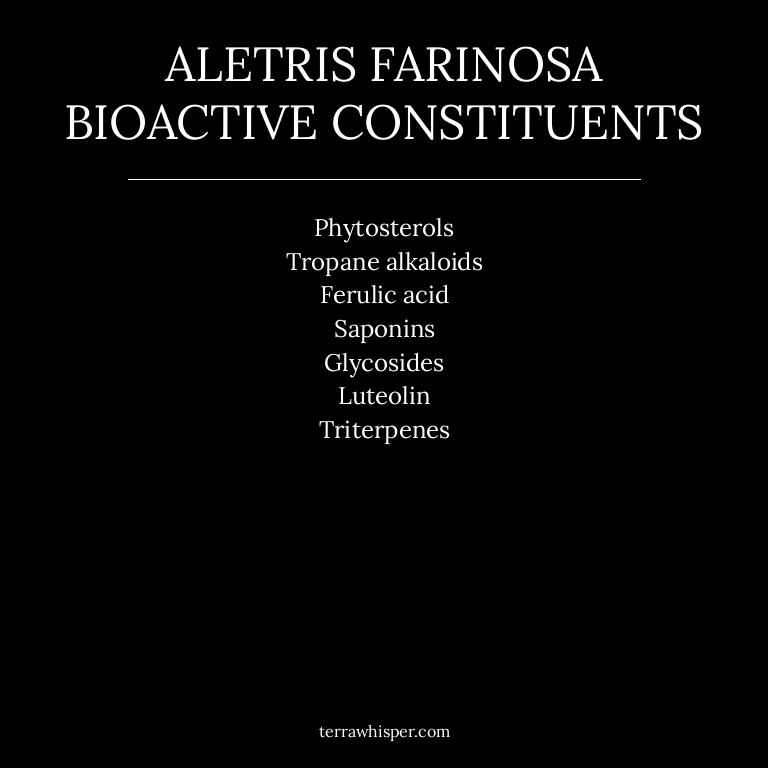 ALETRIS FARINOSA
BIOACTIVE CONSTITUENTS
Phytosterols
Tropane alkaloids
Ferulic acid
Saponins
Glycosides
Luteolin
Triterpenes
terrawhisper.com